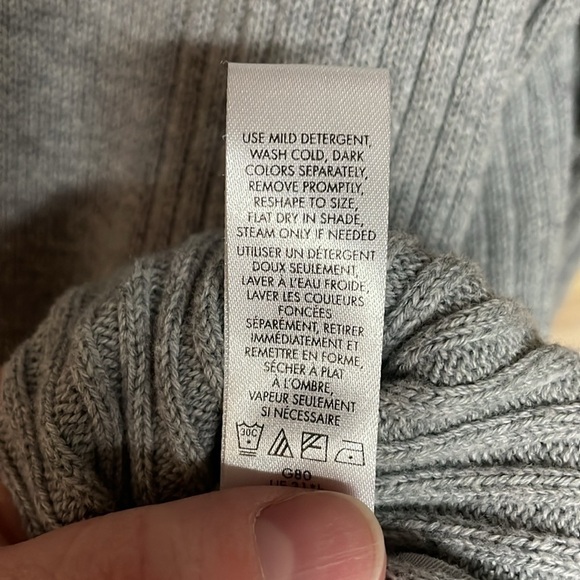 USE MILD DETERGENT,
WASH COLD, DARK
COLORS SEPARATELY,
REMOVE PROMPTLY,
RESHAPE TO SIZE,
FLAT DRY IN SHADE,
STEAM ONLY IF NEEDED
UTILISER UN DÉTERGENT
DOUX SEULEMENT,
LAVER À L'EAU FROIDE,
LAVER LES COULEURS
FONCÉES
SÉPARÉMENT, RETIRER
IMMÉDIATEMENT ET
REMETTRE EN FORME,
SÉCHER A PLAT
À L'OMBRE,
VAPEUR SEULEMENT
SI NÉCESSAIRE
30C
G80